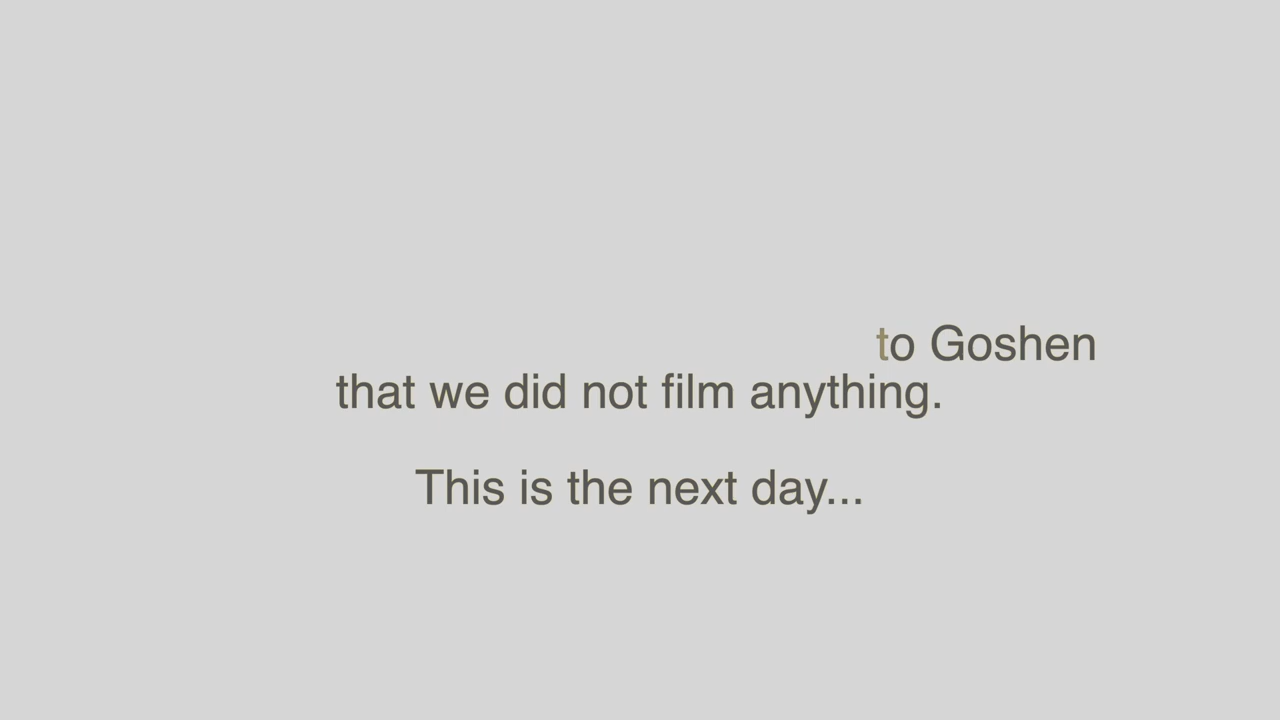 to Goshen
that we did not film anything.
This is the next day...